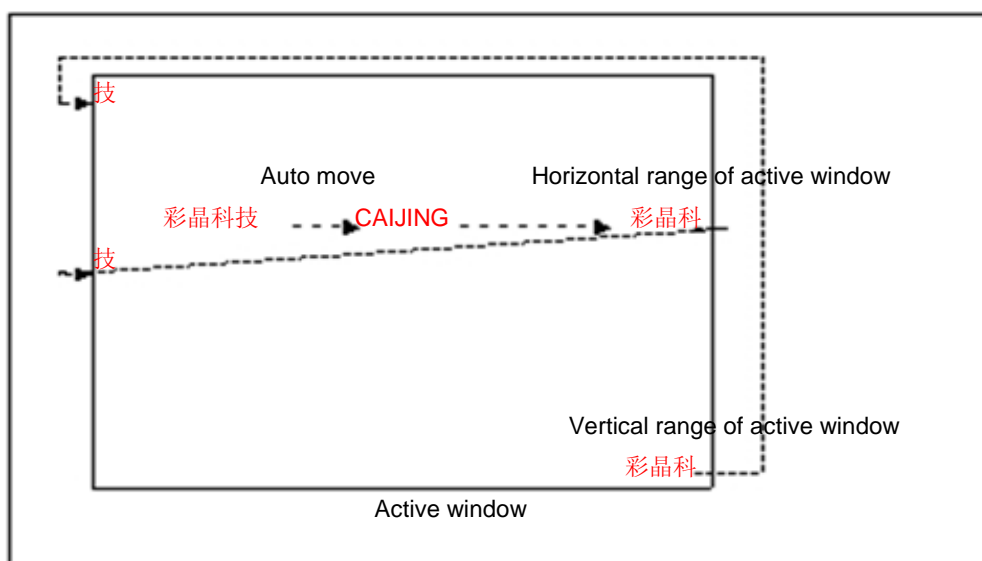 技
Auto move
Horizontal range of active window
彩晶科技
CAIJING
彩晶科
技
Vertical range of active window
彩晶科
Active window